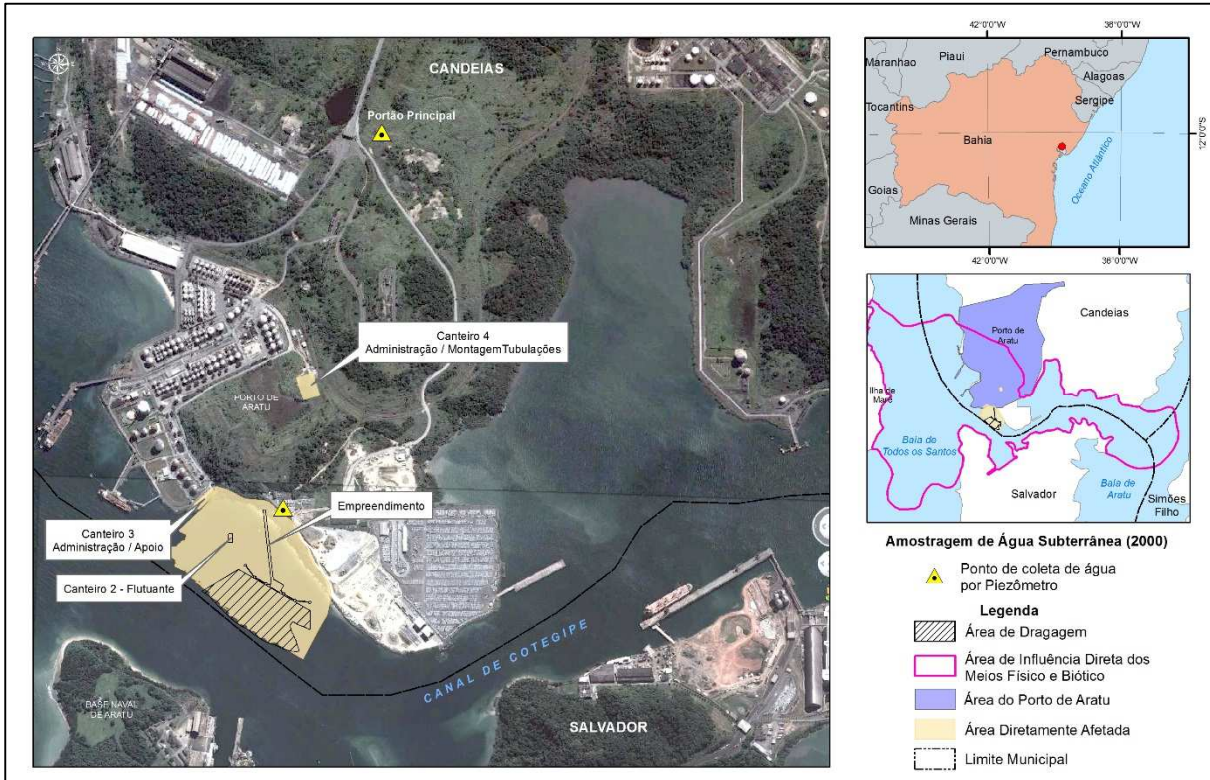 CANDEIAS
Portão Principal
Canteiro 4
Administração / MontagemTubulações
PORTO DE
ARATU
Empreendimento
Canteiro 3
Administração / Apoio
Canteiro 2 - Flutuante
CANAL DE COTEGIPE
BASE NAVAL
DE ARATU
SALVADOR
42°0'0"W
36°0'0"W
Maranhao
Piaui
Pernambuco
Alagoas
Sergipe
Tocantins
Bahia
12°0'0"S
Oceano Atlântico
Goias
Minas Gerais
42°0'0"W
36°0'0"W
Candeias
Porto de
Aratu
Ilha de
Maré
Baia de
Todos os Santos
Baia de
Aratu
Salvador
Simões
Filho
Amostragem de Água Subterrânea (2000)
Ponto de coleta de água
por Piezômetro
Legenda
Área de Dragagem
Área de Influência Direta dos
Meios Físico e Biótico
Área do Porto de Aratu
Área Diretamente Afetada
Limite Municipal